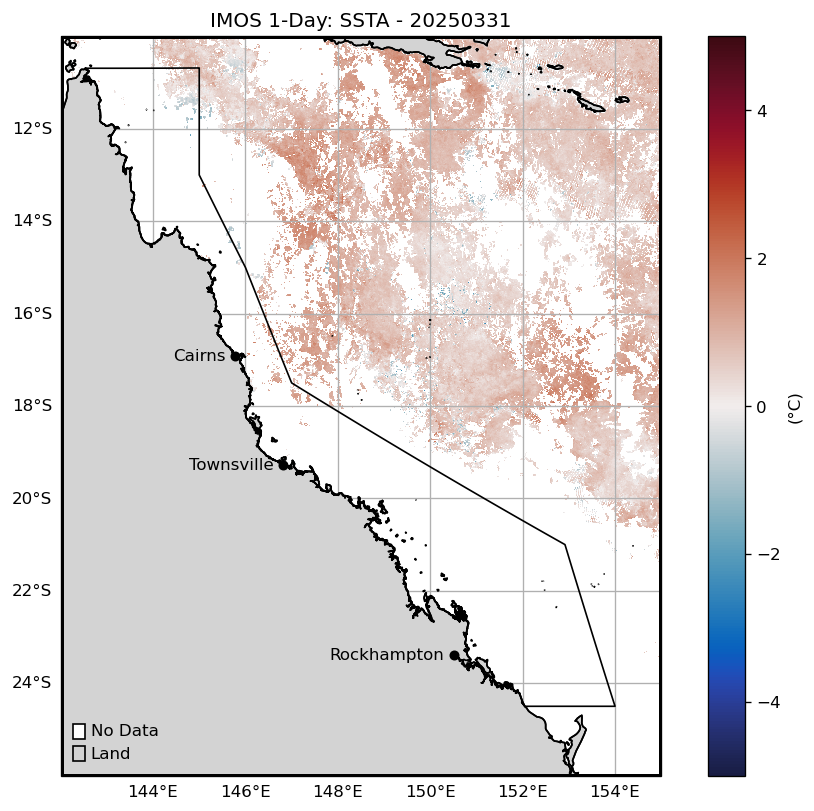 IMOS 1-Day: SSTA - 20250331
12°S
14°S
16°S
18°S
20°S
22°S
24°S
Cairns
Townsville
Rockhampton
No Data
Land
144°E 146°E 148°E 150°E 152°E 154°E
4
2
0
−2
−4
(°C)